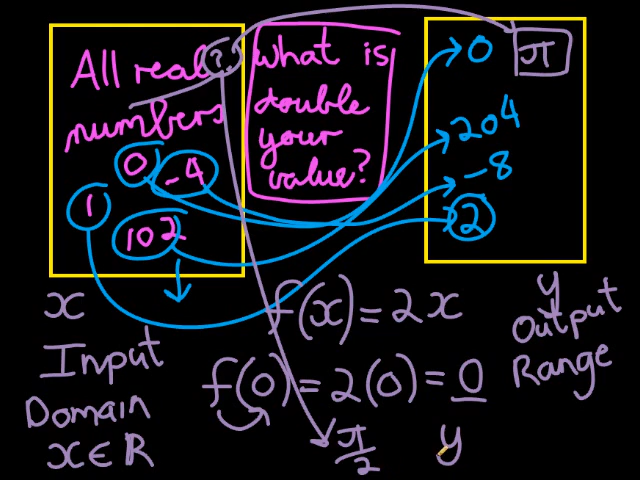 All real ?
numbers
0 -4
1
102
What is
double
your
value?
0 π
204
-8
2
x
Input
Domain
x∈R
f(x)=2x
f(0)=2(0)=0
π/2
y
y
Output
Range